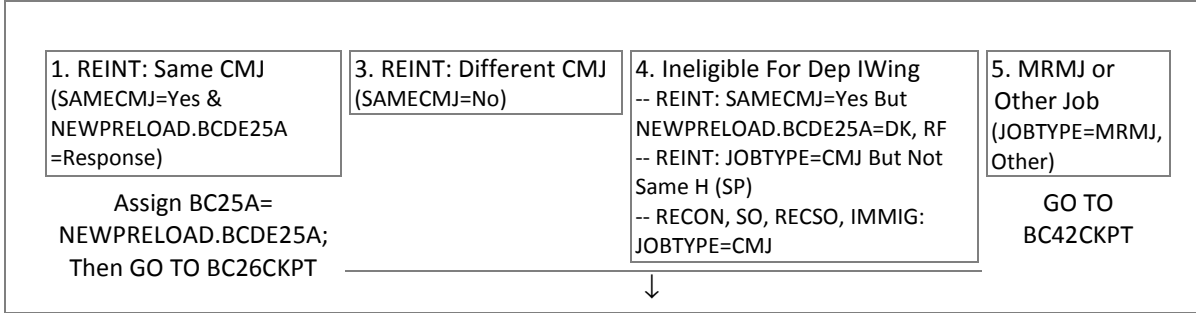 1. REINT: Same CMJ
(SAMECMJ=Yes &
NEWPRELOAD.BCDE25A
=Response)
Assign BC25A=
NEWPRELOAD.BCDE25A;
Then GO TO BC26CKPT
3. REINT: Different CMJ
(SAMECMJ=No)
4. Ineligible For Dep IWing
-- REINT: SAMECMJ=Yes But
NEWPRELOAD.BCDE25A=DK, RF
-- REINT: JOBTYPE=CMJ But Not
Same H (SP)
-- RECON, SO, RECSO, IMMIG:
JOBTYPE=CMJ
5. MRMJ or
Other Job
(JOBTYPE=MRMJ,
Other)
GO TO
BC42CKPT
↓